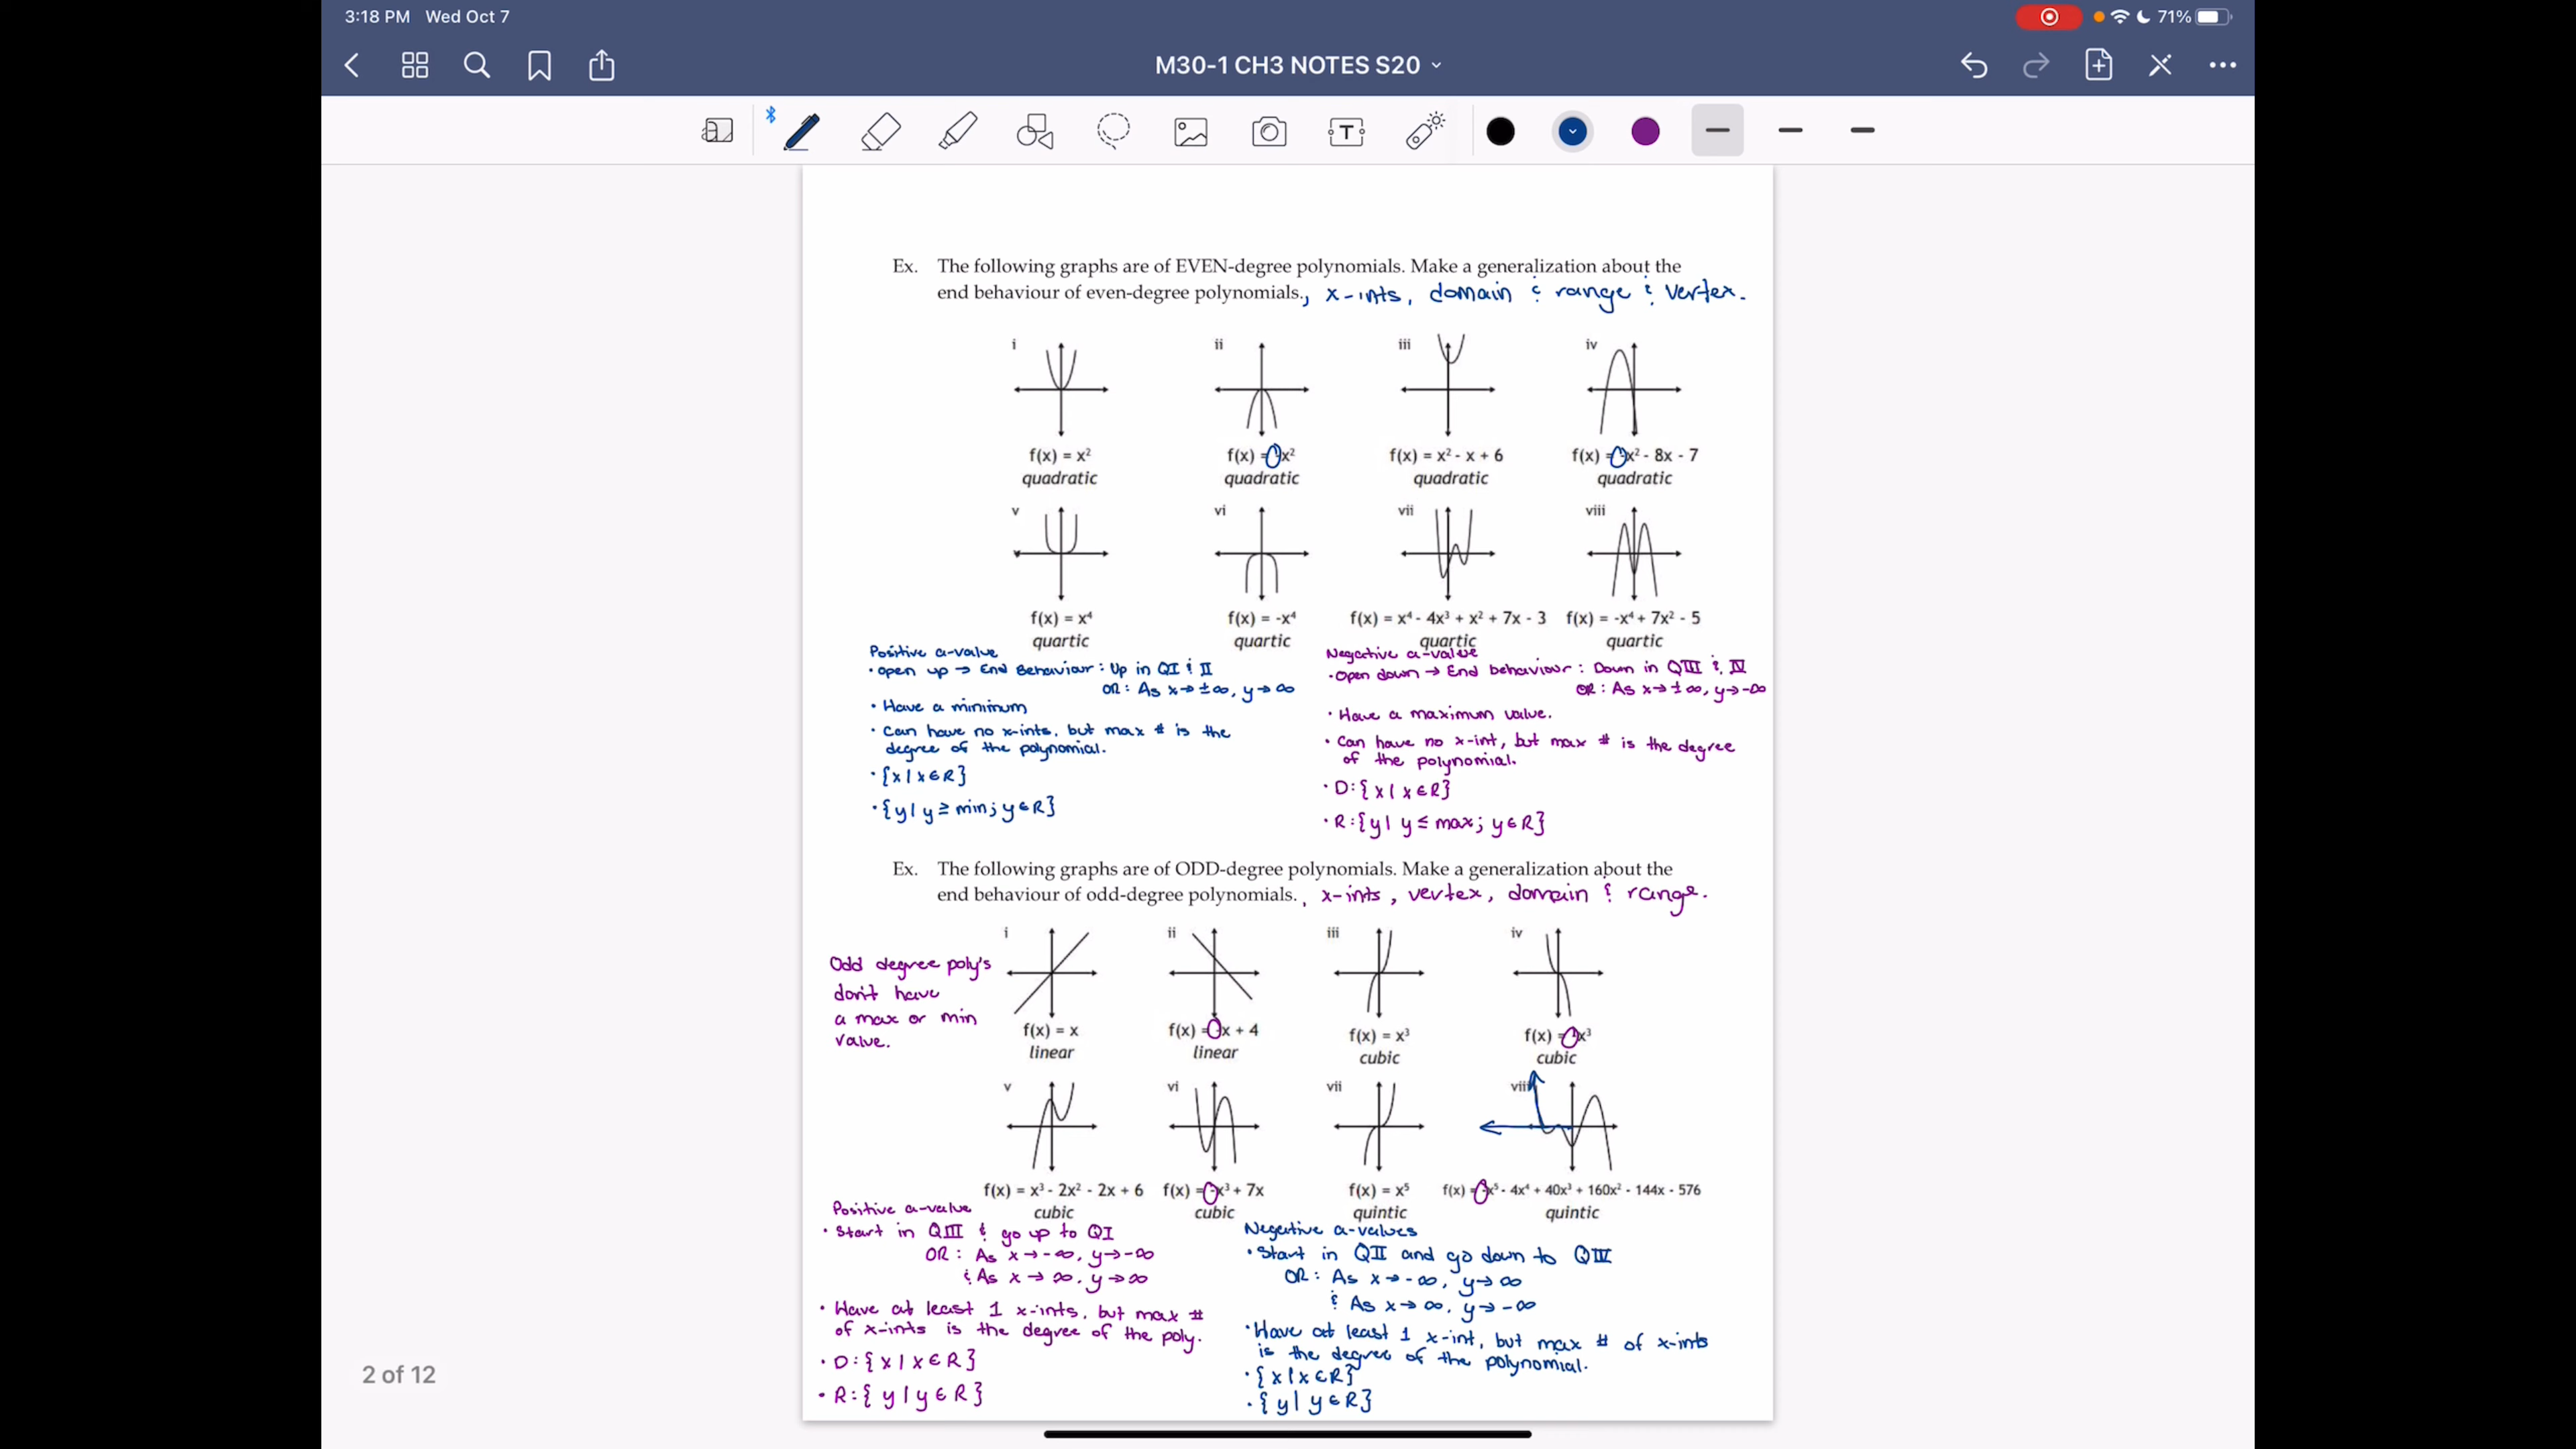 3:18 PM Wed Oct 7
71%
M30-1 CH3 NOTES S20
Ex. The following graphs are of EVEN-degree polynomials. Make a generalization about the
end behaviour of even-degree polynomials., x-ints, domain & range & vertex.
i ii iii iv
f(x) = x² f(x) = -x² f(x) = x² - x + 6 f(x) = -x² - 8x - 7
quadratic quadratic quadratic quadratic
v vi vii viii
f(x) = x⁴ f(x) = -x⁴ f(x) = x⁴ - 4x³ + x² + 7x - 3 f(x) = -x⁴ + 7x² - 5
quartic quartic quartic quartic
Positive a-value
• open up → End Behaviour : Up in QI & II
OR : As x → ±∞, y → ∞
• Have a minimum
• Can have no x-ints, but max # is the
degree of the polynomial.
• {x | x ∈ R}
• {y | y ≥ min; y ∈ R}
Negative a-value
• Open down → End behaviour : Down in QIII & IV
OR : As x → ±∞, y → -∞
• Have a maximum value.
• Can have no x-int, but max # is the degree
of the polynomial.
• D: {x | x ∈ R}
• R: {y | y ≤ max; y ∈ R}
Ex. The following graphs are of ODD-degree polynomials. Make a generalization about the
end behaviour of odd-degree polynomials., x-ints, vertex, domain & range.
Odd degree poly's
don't have
a max or min
value.
i ii iii iv
f(x) = x f(x) = -x + 4 f(x) = x³ f(x) = -x³
linear linear cubic cubic
v vi vii viii
f(x) = x³ - 2x² - 2x + 6 f(x) = -x³ + 7x f(x) = x⁵ f(x) = -x⁵ - 4x⁴ + 40x³ + 160x² - 144x - 576
cubic cubic quintic quintic
Positive a-value
• Start in QIII & go up to QI
OR : As x → -∞, y → -∞
& As x → ∞, y → ∞
• Have at least 1 x-ints, but max #
of x-ints is the degree of the poly.
• D: {x | x ∈ R}
• R: {y | y ∈ R}
Negative a-values
• Start in QII and go down to QIV
OR : As x → -∞, y → ∞
& As x → ∞, y → -∞
• Have at least 1 x-int, but max # of x-ints
is the degree of the polynomial.
• {x | x ∈ R}
• {y | y ∈ R}
2 of 12